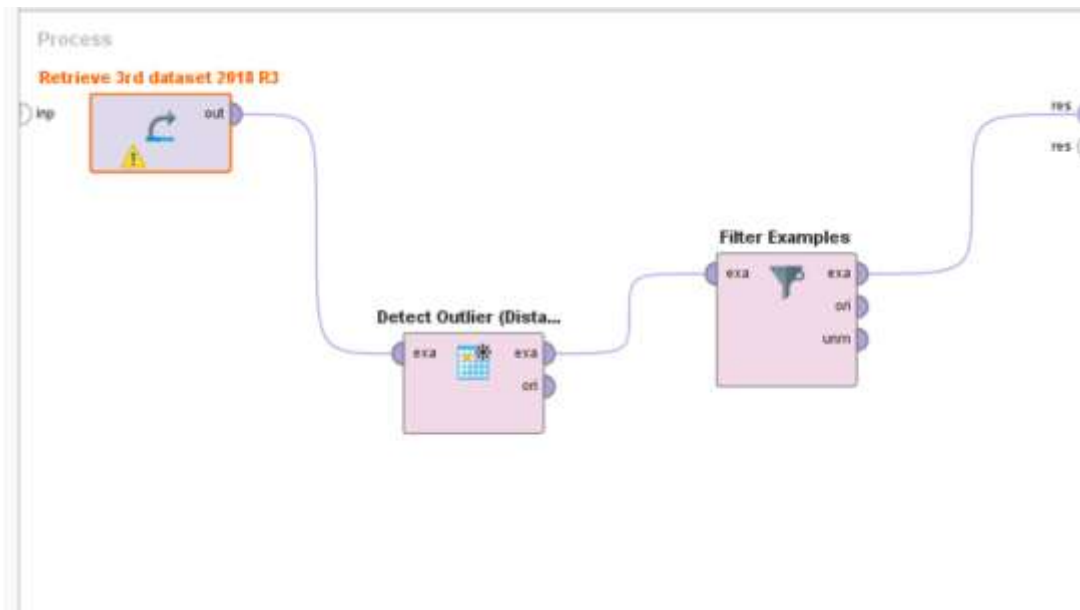 Process
Retrieve 3rd dataset 2018 R3
inp
out
res
res
Filter Examples
exa
exa
ori
unm
Detect Outlier (Dista...
exa
exa
ori